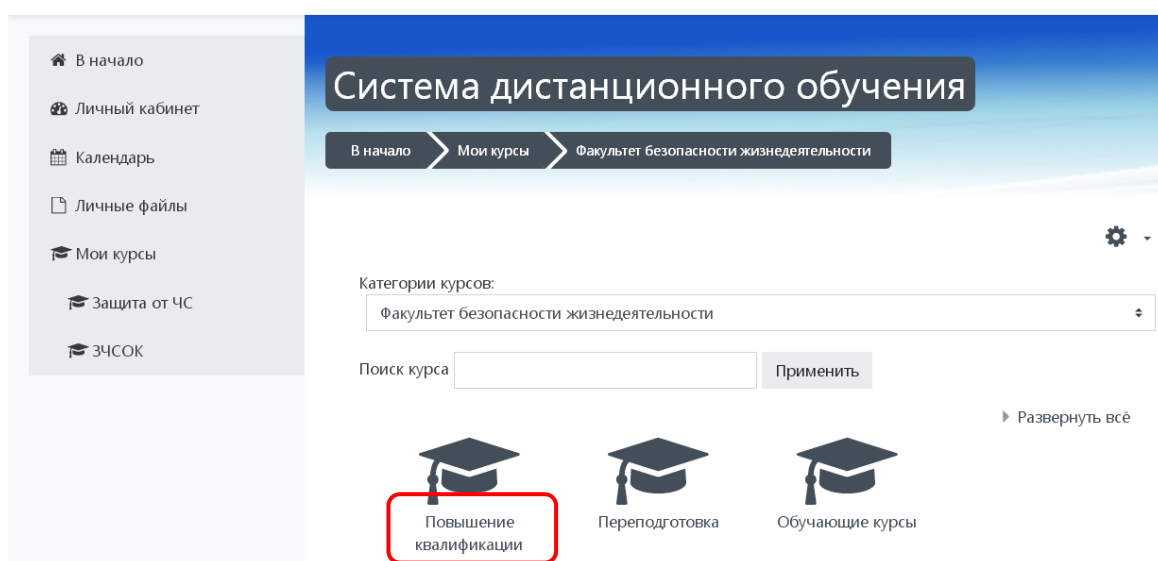 В начало
Личный кабинет
Календарь
Личные файлы
Мои курсы
Защита от ЧС
ЗЧСОК
Система дистанционного обучения
В начало Мои курсы Факультет безопасности жизнедеятельности
Категории курсов:
Факультет безопасности жизнедеятельности
Поиск курса Применить
Развернуть всё
Повышение
квалификации
Переподготовка
Обучающие курсы